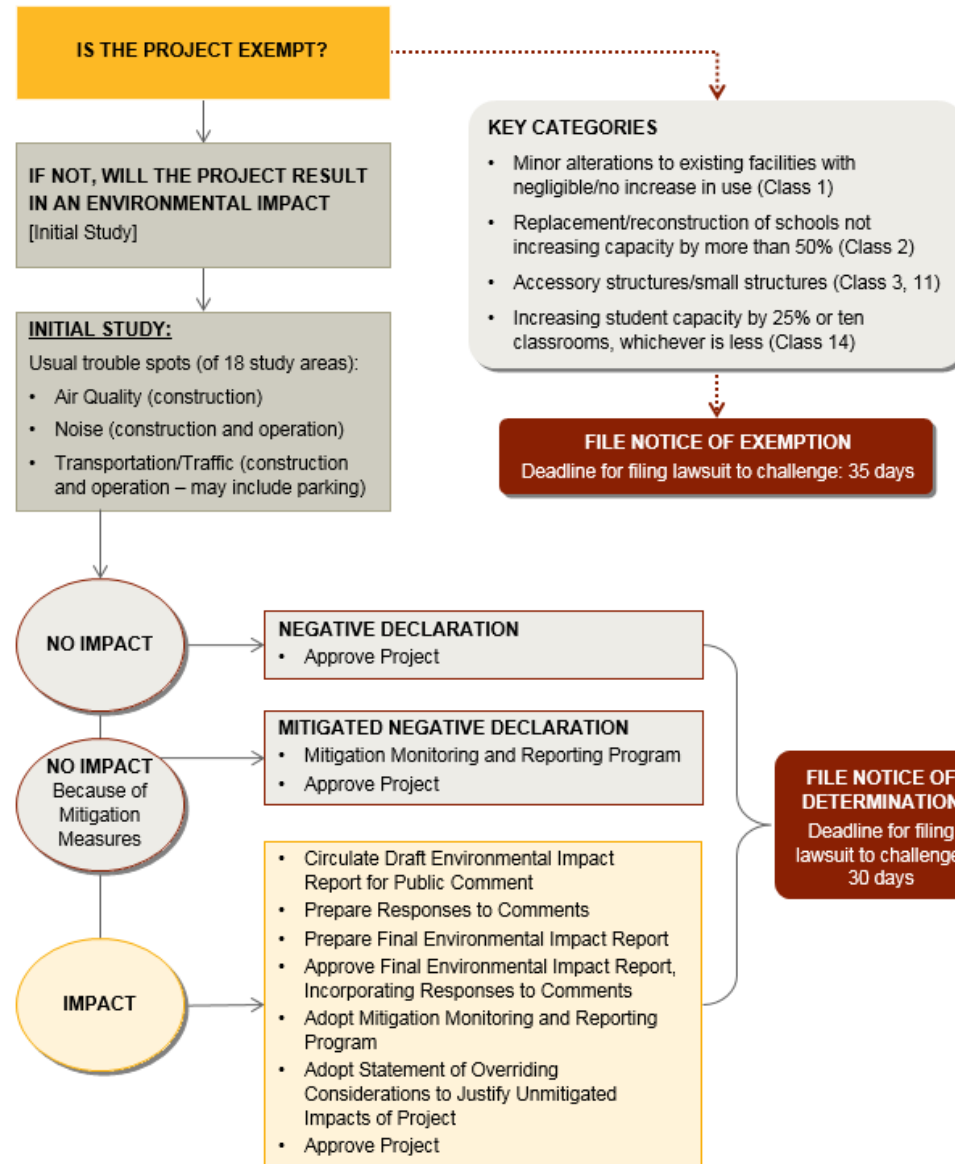 IS THE PROJECT EXEMPT?
KEY CATEGORIES
• Minor alterations to existing facilities with
negligible/no increase in use (Class 1)
• Replacement/reconstruction of schools not
increasing capacity by more than 50% (Class 2)
• Accessory structures/small structures (Class 3, 11)
• Increasing student capacity by 25% or ten
classrooms, whichever is less (Class 14)
FILE NOTICE OF EXEMPTION
Deadline for filing lawsuit to challenge: 35 days
IF NOT, WILL THE PROJECT RESULT
IN AN ENVIRONMENTAL IMPACT
[Initial Study]
INITIAL STUDY:
Usual trouble spots (of 18 study areas):
• Air Quality (construction)
• Noise (construction and operation)
• Transportation/Traffic (construction
and operation – may include parking)
NO IMPACT
NEGATIVE DECLARATION
• Approve Project
NO IMPACT
Because of
Mitigation
Measures
MITIGATED NEGATIVE DECLARATION
• Mitigation Monitoring and Reporting Program
• Approve Project
IMPACT
• Circulate Draft Environmental Impact
Report for Public Comment
• Prepare Responses to Comments
• Prepare Final Environmental Impact Report
• Approve Final Environmental Impact Report,
Incorporating Responses to Comments
• Adopt Mitigation Monitoring and Reporting
Program
• Adopt Statement of Overriding
Considerations to Justify Unmitigated
Impacts of Project
• Approve Project
FILE NOTICE OF
DETERMINATION
Deadline for filing
lawsuit to challenge
30 days